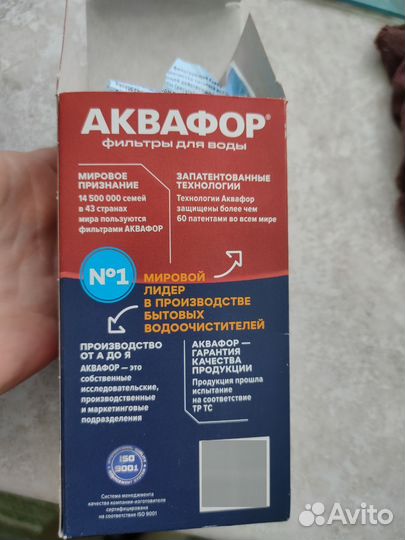 АКВАФОР®
ФИЛЬТРЫ ДЛЯ ВОДЫ
МИРОВОЕ
ПРИЗНАНИЕ
14 500 000 семей
в 43 странах
мира пользуются
фильтрами АКВАФОР
ЗАПАТЕНТОВАННЫЕ
ТЕХНОЛОГИИ
Технологии Аквафор
защищены более чем
60 патентами во всем мире
№1
МИРОВОЙ
ЛИДЕР
В ПРОИЗВОДСТВЕ
БЫТОВЫХ
ВОДООЧИСТИТЕЛЕЙ
ПРОИЗВОДСТВО
ОТ А ДО Я
АКВАФОР — это
собственные
исследовательские,
производственные
и маркетинговые
подразделения
АКВАФОР —
ГАРАНТИЯ
КАЧЕСТВА
ПРОДУКЦИИ
Продукция прошла
испытание
на соответствие
ТР ТС
ISO
9001
Система менеджмента
качества компании-изготовителя
сертифицирована
на соответствие ISO 9001
Avito